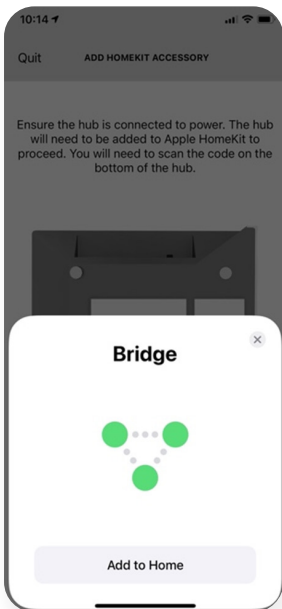 10:14
Quit ADD HOMEKIT ACCESSORY
Ensure the hub is connected to power. The hub
will need to be added to Apple HomeKit to
proceed. You will need to scan the code on the
bottom of the hub.
Bridge
Add to Home